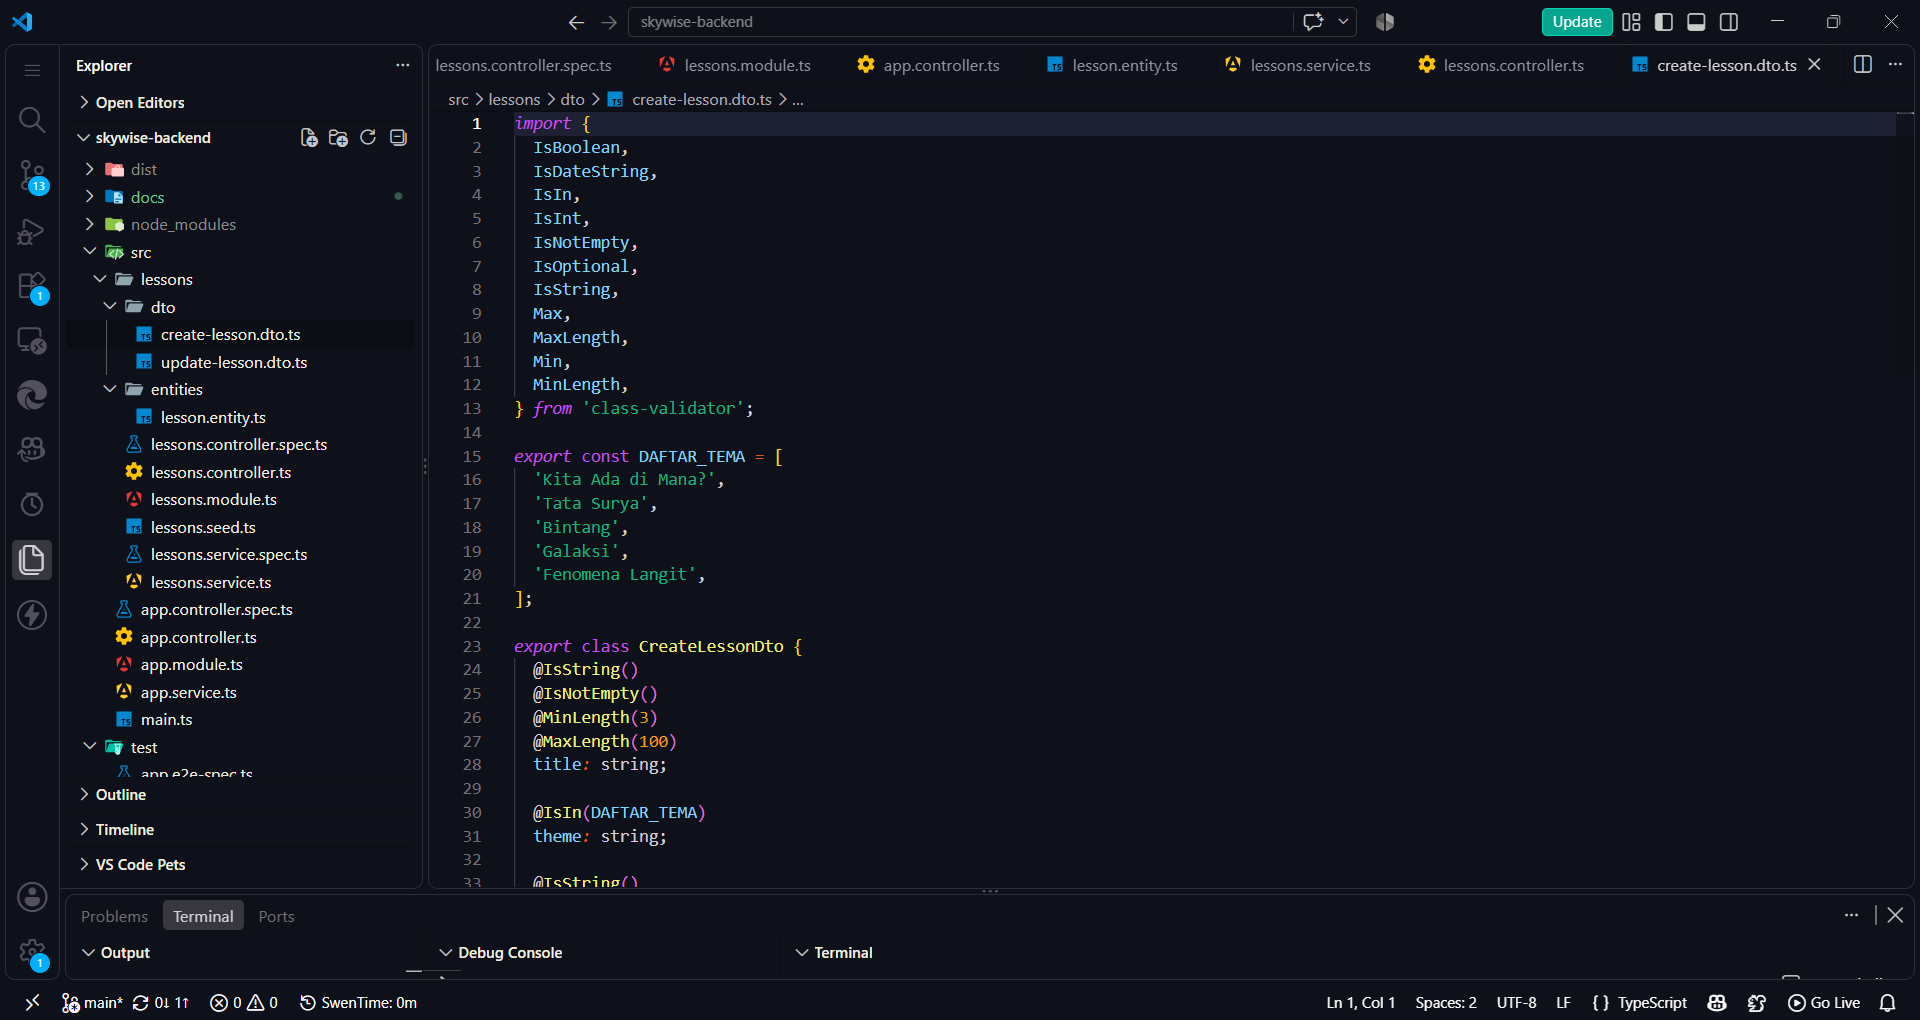 skywise-backend
Update
Explorer
Open Editors
skywise-backend
dist
docs
node_modules
src
lessons
dto
create-lesson.dto.ts
update-lesson.dto.ts
entities
lesson.entity.ts
lessons.controller.spec.ts
lessons.controller.ts
lessons.module.ts
lessons.seed.ts
lessons.service.spec.ts
lessons.service.ts
app.controller.spec.ts
app.controller.ts
app.module.ts
app.service.ts
main.ts
test
app.e2e-spec.ts
Outline
Timeline
VS Code Pets
13
1
1
lessons.controller.spec.ts lessons.module.ts app.controller.ts lesson.entity.ts lessons.service.ts lessons.controller.ts create-lesson.dto.ts
src > lessons > dto > create-lesson.dto.ts > ...
1 import {
2 IsBoolean,
3 IsDateString,
4 IsIn,
5 IsInt,
6 IsNotEmpty,
7 IsOptional,
8 IsString,
9 Max,
10 MaxLength,
11 Min,
12 MinLength,
13 } from 'class-validator';
14
15 export const DAFTAR_TEMA = [
16 'Kita Ada di Mana?',
17 'Tata Surya',
18 'Bintang',
19 'Galaksi',
20 'Fenomena Langit',
21 ];
22
23 export class CreateLessonDto {
24 @IsString()
25 @IsNotEmpty()
26 @MinLength(3)
27 @MaxLength(100)
28 title: string;
29
30 @IsIn(DAFTAR_TEMA)
31 theme: string;
32
33 @IsString()
Problems Terminal Ports
Output Debug Console Terminal
main* 0↓ 1↑ 0 0 SwenTime: 0m Ln 1, Col 1 Spaces: 2 UTF-8 LF {} TypeScript Go Live